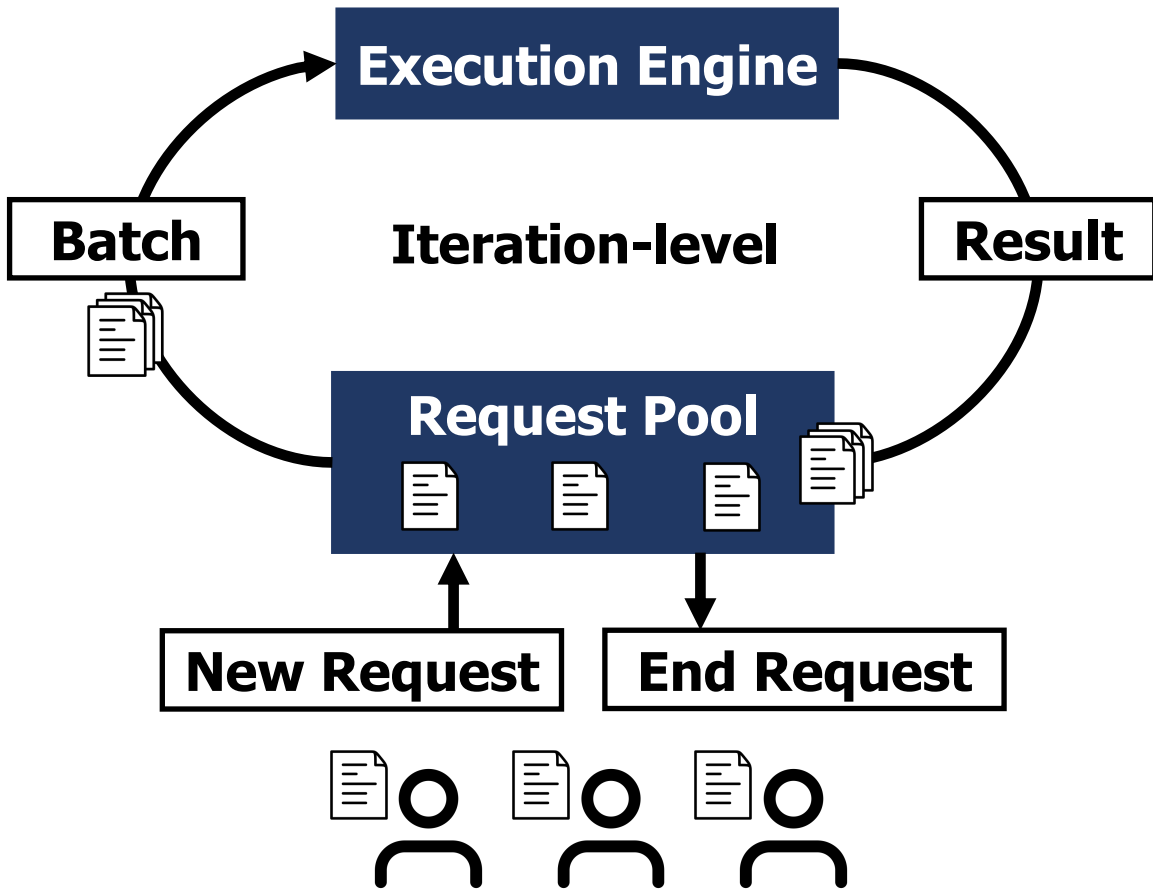 Execution Engine
Batch
Iteration-level
Result
Request Pool
New Request
End Request